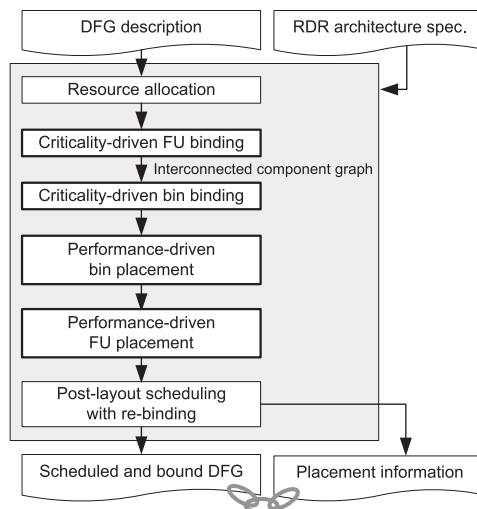 DFG description
RDR architecture spec.
Resource allocation
Criticality-driven FU binding
Interconnected component graph
Criticality-driven bin binding
Performance-driven
bin placement
Performance-driven
FU placement
Post-layout scheduling
with re-binding
Scheduled and bound DFG
Placement information